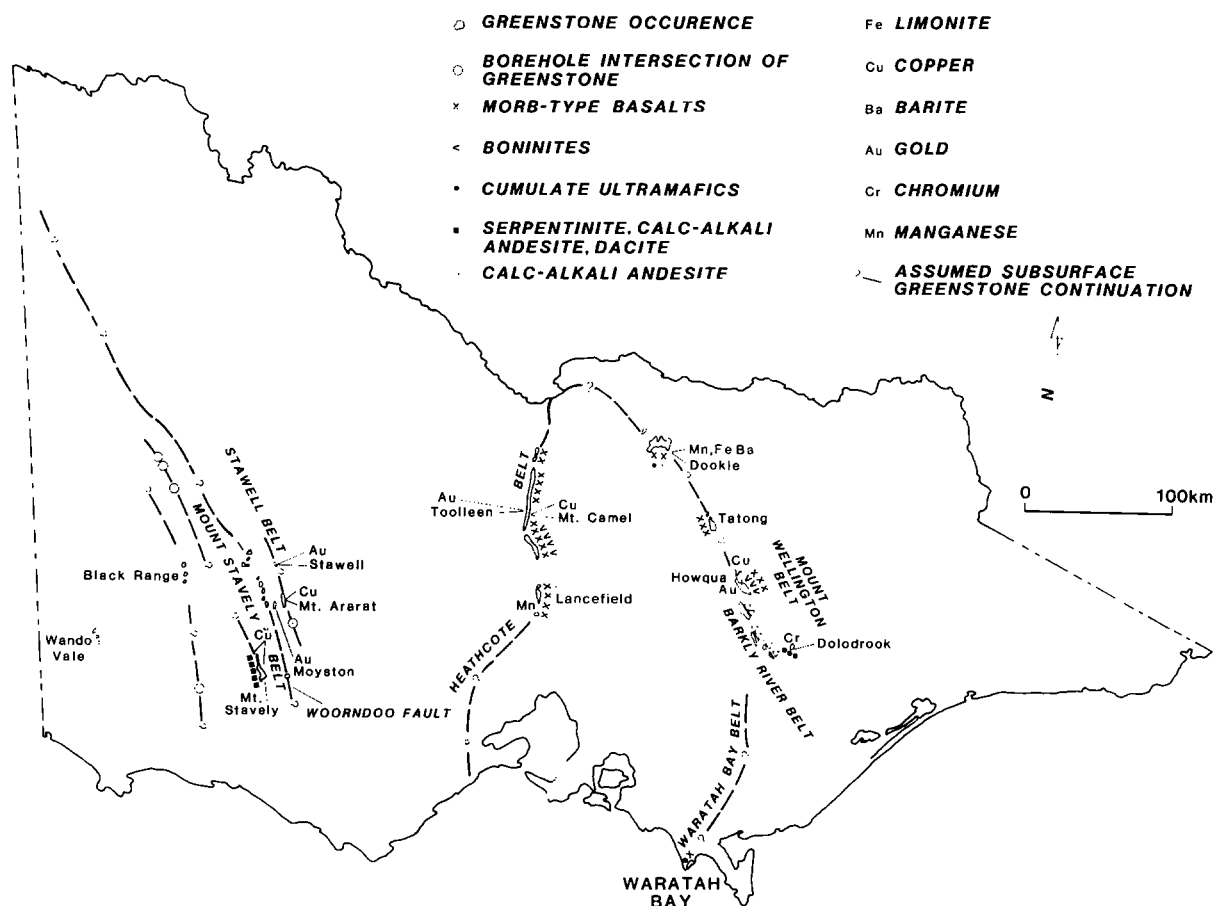 GREENSTONE OCCURENCE
BOREHOLE INTERSECTION OF
GREENSTONE
x MORB-TYPE BASALTS
< BONINITES
CUMULATE ULTRAMAFICS
SERPENTINITE, CALC-ALKALI
ANDESITE, DACITE
CALC-ALKALI ANDESITE
Fe LIMONITE
Cu COPPER
Ba BARITE
Au GOLD
Cr CHROMIUM
Mn MANGANESE
? ASSUMED SUBSURFACE
GREENSTONE CONTINUATION
N
0 100km
STAWELL BELT
MOUNT STAVELY BELT
Au
Stawell
Cu
Mt. Ararat
Black Range
Wando
Vale
Cu
Mt.
Stavely
Au
Moyston
WOORNDOO FAULT
HEATHCOTE BELT
Au
Toolleen
Cu
Mt. Camel
Lancefield
Mn
Mn, Fe Ba
Dookie
Tatong
Cu
Howqua
Au
MOUNT
WELLINGTON
BELT
Cr
Dolodrook
BARKLY RIVER BELT
WARATAH BAY BELT
WARATAH
BAY